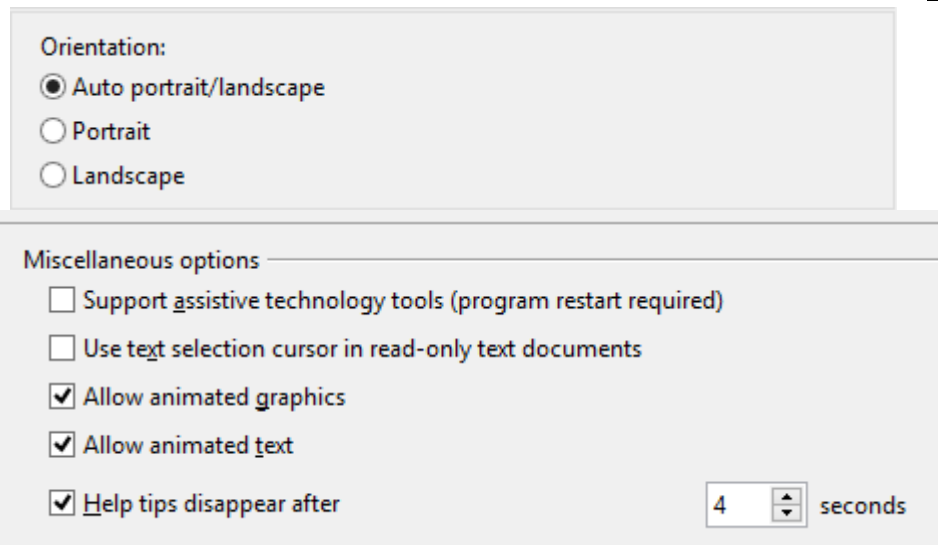 Orientation:
Auto portrait/landscape
Portrait
Landscape
Miscellaneous options
Support assistive technology tools (program restart required)
Use text selection cursor in read-only text documents
Allow animated graphics
Allow animated text
Help tips disappear after 4 seconds